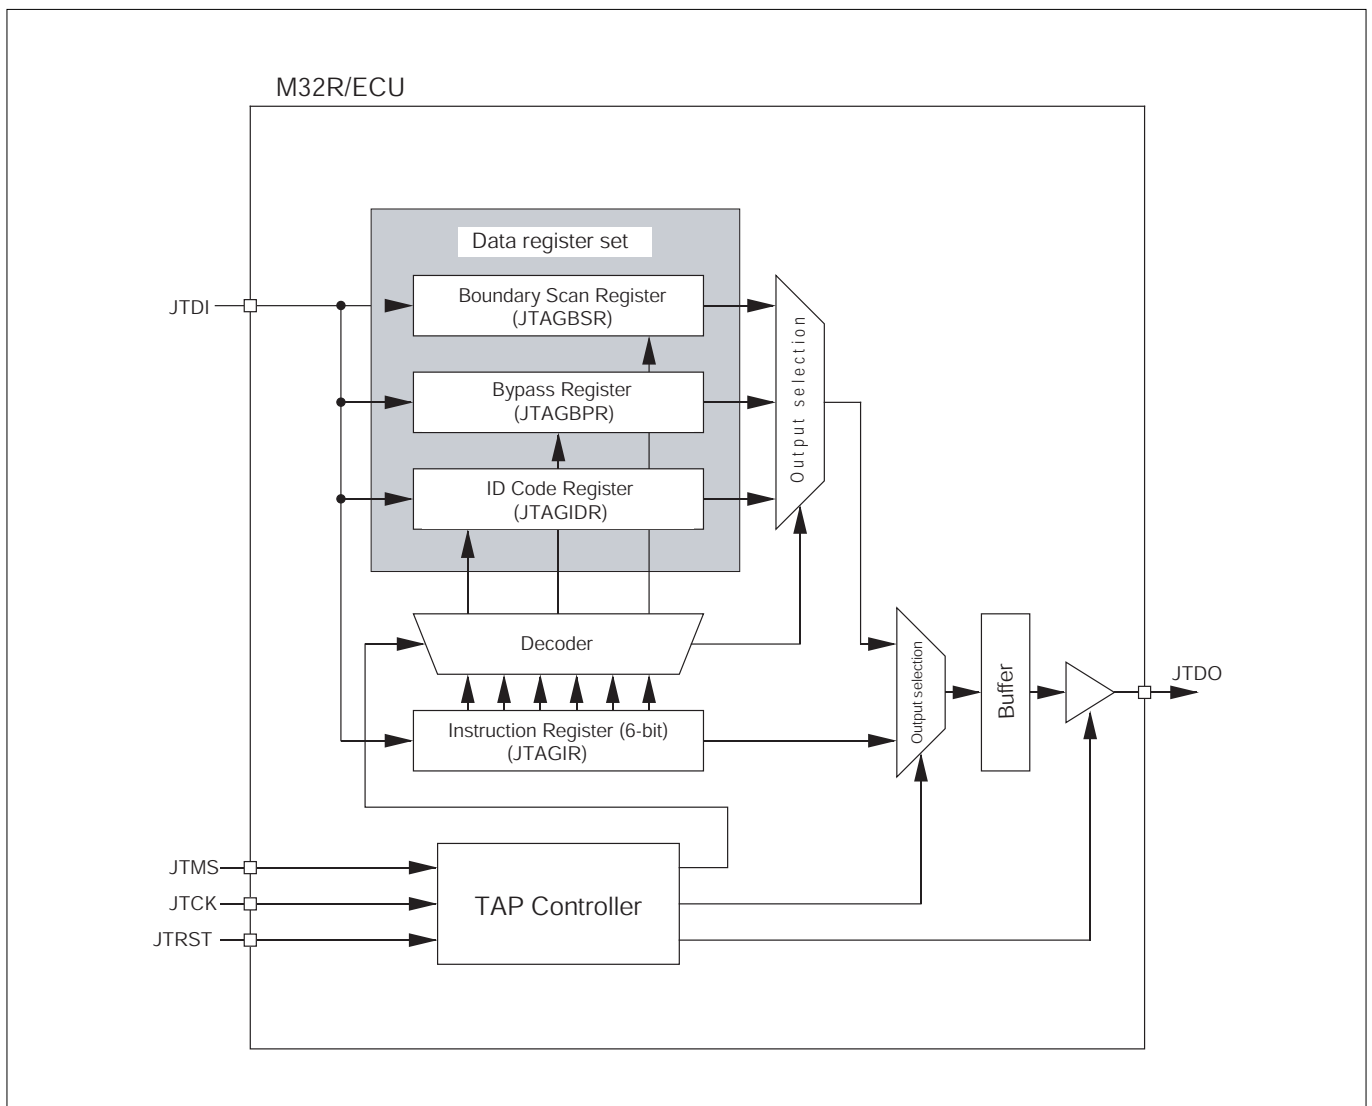 M32R/ECU
Data register set
JTDI
Boundary Scan Register
(JTAGBSR)
Bypass Register
(JTAGBPR)
ID Code Register
(JTAGIDR)
Output selection
Decoder
Instruction Register (6-bit)
(JTAGIR)
Output selection
Buffer
JTDO
JTMS
JTCK
JTRST
TAP Controller